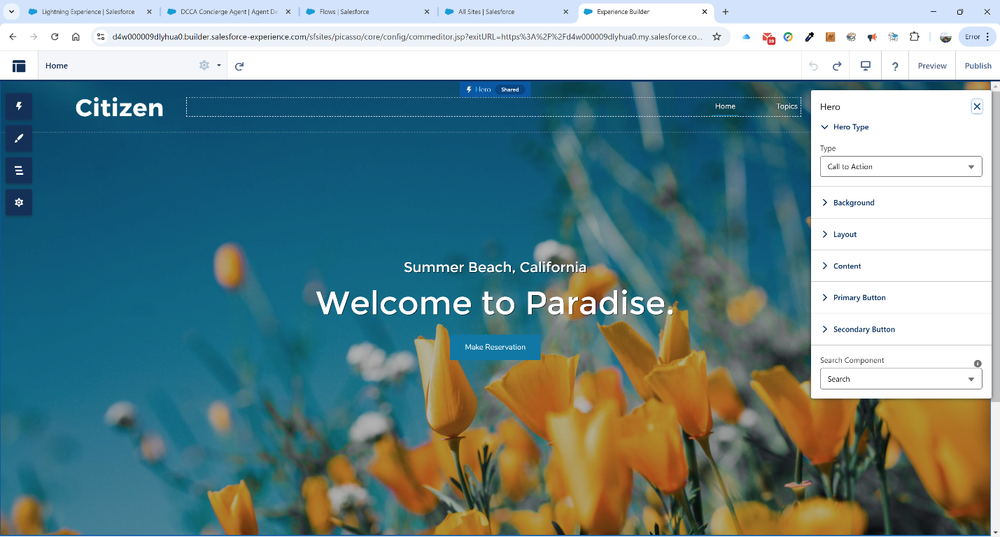 Lightning Experience | Salesforce
DCCA Concierge Agent | Agent De
Flows | Salesforce
All Sites | Salesforce
Experience Builder
d4w000009dlyhua0.builder.salesforce-experience.com/sfsites/picasso/core/config/commeditor.jsp?exitURL=https%3A%2F%2Fd4w000009dlyhua0.my.salesforce.co...
39
Error
Home
?
Preview
Publish
Hero Shared
Citizen
Home
Topics
Hero
Hero Type
Type
Call to Action
Background
Layout
Content
Primary Button
Secondary Button
Search Component
Search
Summer Beach, California
Welcome to Paradise.
Make Reservation